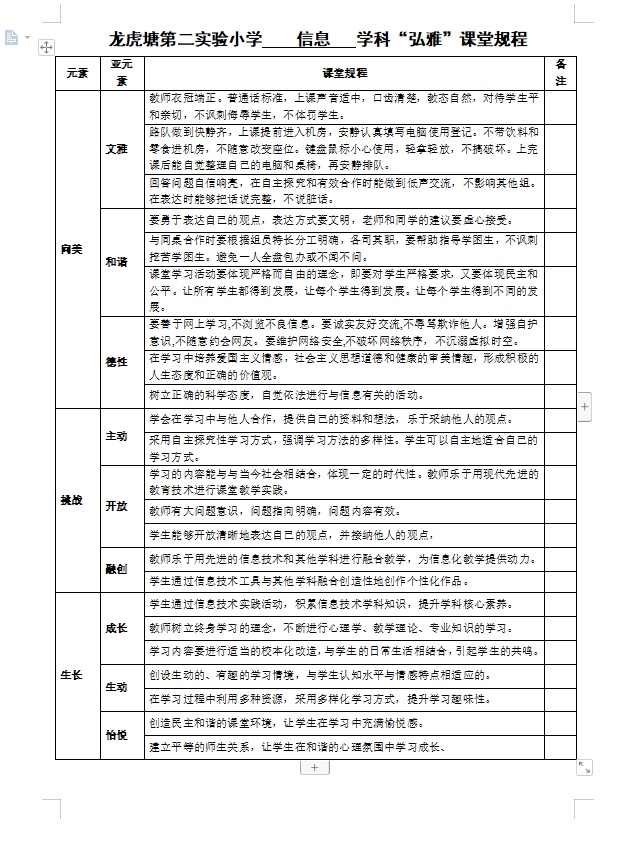 龙虎塘第二实验小学 信息 学科“弘雅”课堂规程
元素 亚元素 课堂规程 备注
向美
文雅
教师衣冠端正。普通话标准，上课声音适中，口齿清楚，教态自然，对待学生平
和亲切，不讽刺侮辱学生，不体罚学生。
路队做到快静齐，上课提前进入机房，安静认真填写电脑使用登记。不带饮料和
零食进机房，不随意改变座位。键盘鼠标小心使用，轻拿轻放，不搞破坏。上完
课后能自觉整理自己的电脑和桌椅，再安静排队。
回答问题自信响亮，在自主探究和有效合作时能做到低声交流，不影响其他组。
在表达时能够把话说完整，不说脏话。
和谐
要勇于表达自己的观点，表达方式要文明，老师和同学的建议要虚心接受。
与同桌合作时要根据组员特长分工明确，各司其职，要帮助指导学困生，不讽刺
挖苦学困生。避免一人全盘包办或不闻不问。
课堂学习活动要体现严格而自由的理念，即要对学生严格要求，又要体现民主和
公平。让所有学生都得到发展，让每个学生得到发展。让每个学生得到不同的发
展。
德性
要善于网上学习,不浏览不良信息。要诚实友好交流,不辱骂欺诈他人。增强自护
意识,不随意约会网友。要维护网络安全,不破坏网络秩序，不沉溺虚拟时空。
在学习中培养爱国主义情感，社会主义思想道德和健康的审美情趣，形成积极的
人生态度和正确的价值观。
树立正确的科学态度，自觉依法进行与信息有关的活动。
挑战
主动
学会在学习中与他人合作，提供自己的资料和想法，乐于采纳他人的观点。
采用自主探究性学习方式，强调学习方法的多样性。学生可以自主地适合自己的
学习方式。
开放
学习的内容能与与当今社会相结合，体现一定的时代性。教师乐于用现代先进的
教育技术进行课堂教学实践。
教师有大问题意识，问题指向明确，问题内容有效。
学生能够开放清晰地表达自己的观点，并接纳他人的观点，
融创
教师乐于用先进的信息技术和其他学科进行融合教学，为信息化教学提供动力。
学生通过信息技术工具与其他学科融合创造性地创作个性化作品。
生长
成长
学生通过信息技术实践活动，积累信息技术学科知识，提升学科核心素养。
教师树立终身学习的理念，不断进行心理学、教学理论、专业知识的学习。
学习内容要进行适当的校本化改造，与学生的日常生活相结合，引起学生的共鸣。
生动
创设生动的、有趣的学习情境，与学生认知水平与情感特点相适应的。
在学习过程中利用多种资源，采用多样化学习方式，提升学习趣味性。
怡悦
创造民主和谐的课堂环境，让学生在学习中充满愉悦感。
建立平等的师生关系，让学生在和谐的心理氛围中学习成长、